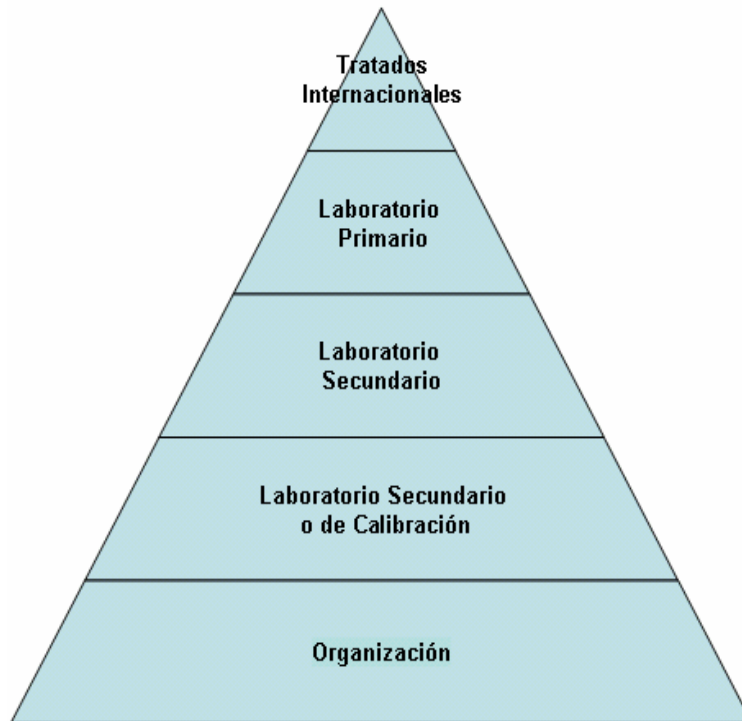 Tratados
Internacionales
Laboratorio
Primario
Laboratorio
Secundario
Laboratorio Secundario
o de Calibración
Organización